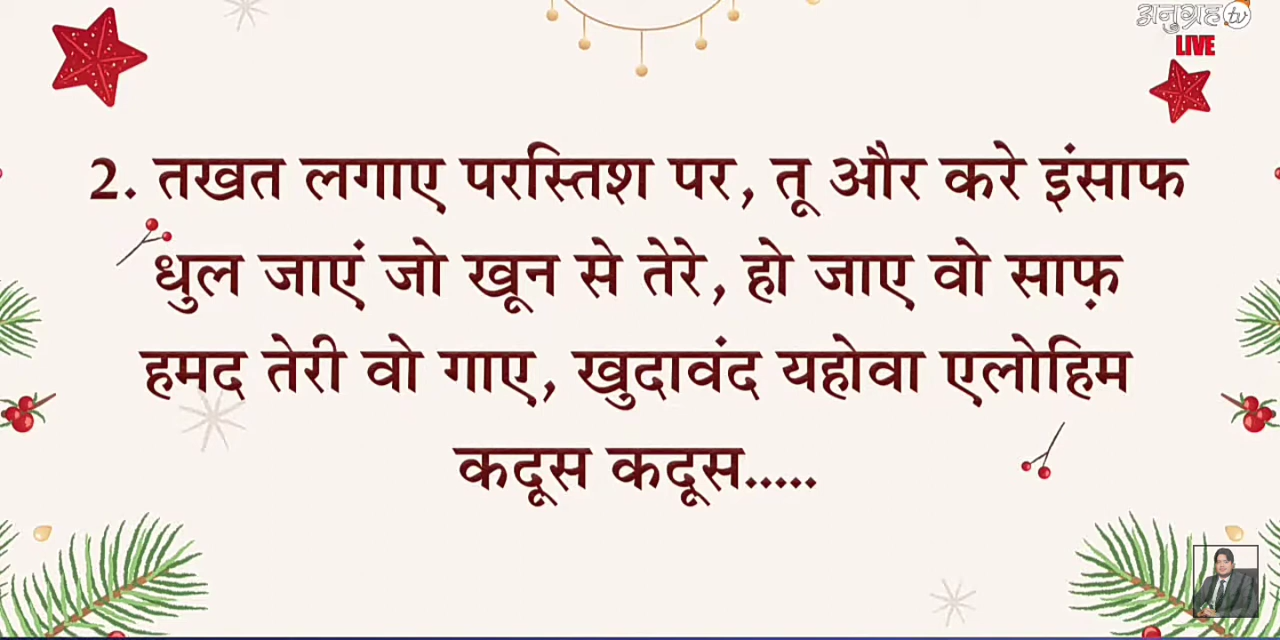 अनुग्रह tv
LIVE
2. तखत लगाए परस्तिश पर, तू और करे इंसाफ
धुल जाएं जो खून से तेरे, हो जाए वो साफ़
हमद तेरी वो गाए, खुदावंद यहोवा एलोहिम
कदूस कदूस.....